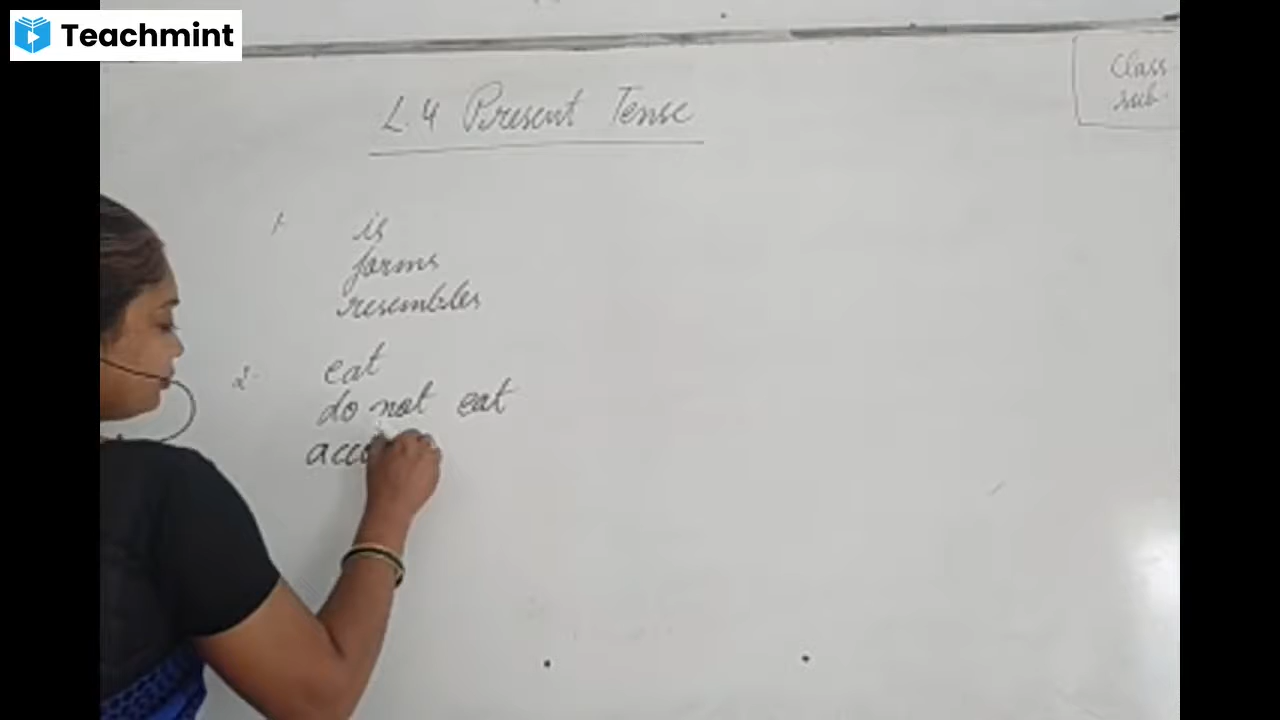 Teachmint
Class
sub-
L.4 Present Tense
1. is
forms
resembles
2. eat
do not eat